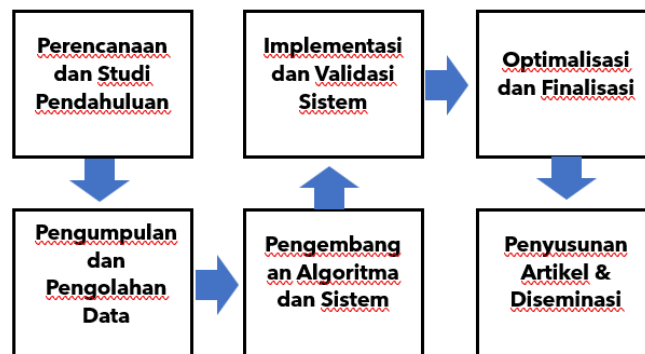 Perencanaan
dan Studi
Pendahuluan
Pengumpulan
dan
Pengolahan
Data
Pengembang
an Algoritma
dan Sistem
Implementasi
dan Validasi
Sistem
Optimalisasi
dan Finalisasi
Penyusunan
Artikel &
Diseminasi